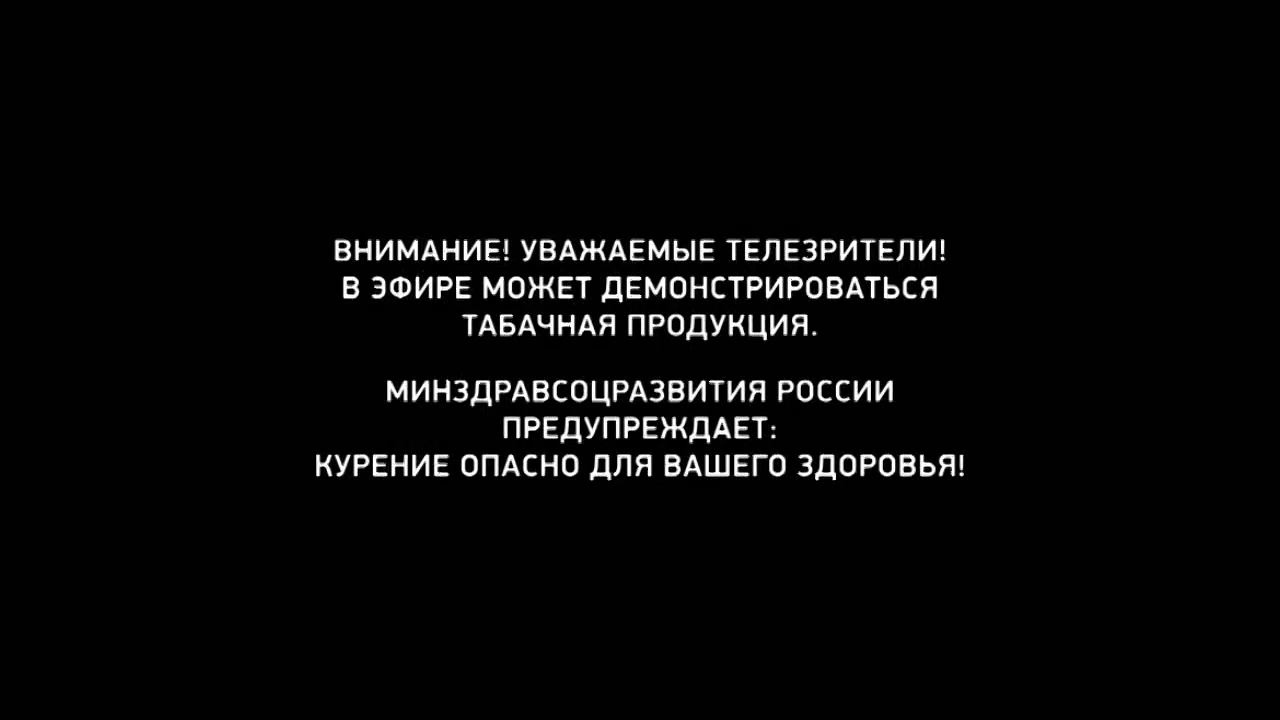 ВНИМАНИЕ! УВАЖАЕМЫЕ ТЕЛЕЗРИТЕЛИ!
В ЭФИРЕ МОЖЕТ ДЕМОНСТРИРОВАТЬСЯ
ТАБАЧНАЯ ПРОДУКЦИЯ.
МИНЗДРАВСОЦРАЗВИТИЯ РОССИИ
ПРЕДУПРЕЖДАЕТ:
КУРЕНИЕ ОПАСНО ДЛЯ ВАШЕГО ЗДОРОВЬЯ!